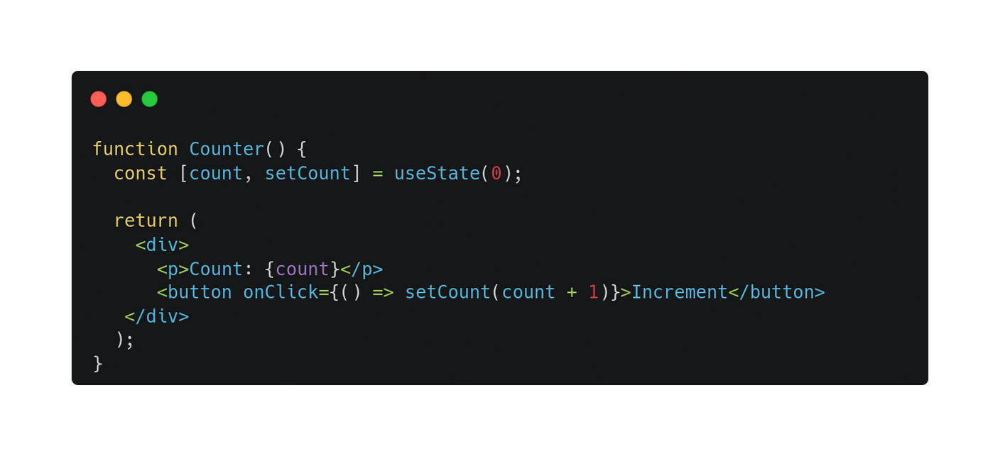 function Counter() {
  const [count, setCount] = useState(0);

  return (
    <div>
      <p>Count: {count}</p>
      <button onClick={() => setCount(count + 1)}>Increment</button>
   </div>
  );
}